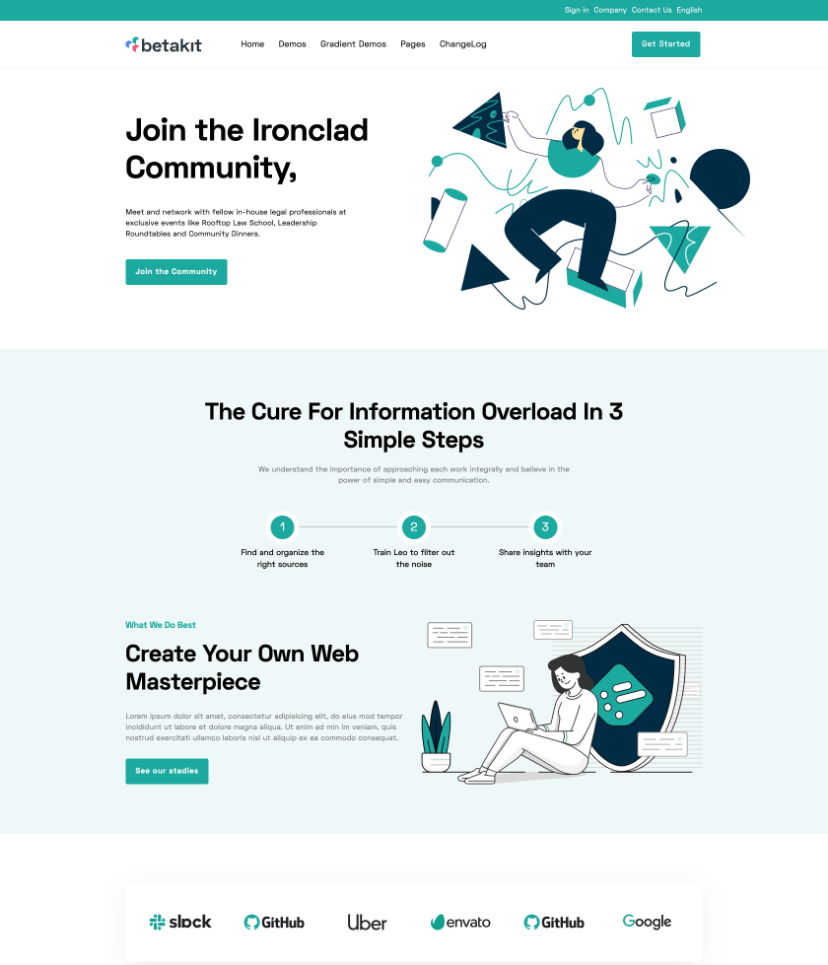 Sign in Company Contact Us English
betakit Home Demos Gradient Demos Pages ChangeLog Get Started
Join the Ironclad
Community,
Meet and network with fellow in-house legal professionals at
exclusive events like Rooftop Law School, Leadership
Roundtables and Community Dinners.
Join the Community
The Cure For Information Overload In 3
Simple Steps
We understand the importance of approaching each work integrally and believe in the
power of simple and easy communication.
1 2 3
Find and organize the
right sources
Train Leo to filter out
the noise
Share insights with your
team
What We Do Best
Create Your Own Web
Masterpiece
Lorem ipsum dolor sit amet, consectetur adipisicing elit, do eius mod tempor
incididunt ut labore et dolore magna aliqua. Ut enim ad min im veniam, quis
nostrud exercitati ullamco laboris nisi ut aliquip ex ea commodo consequat.
See our stadies
slack GitHub Uber envato GitHub Google